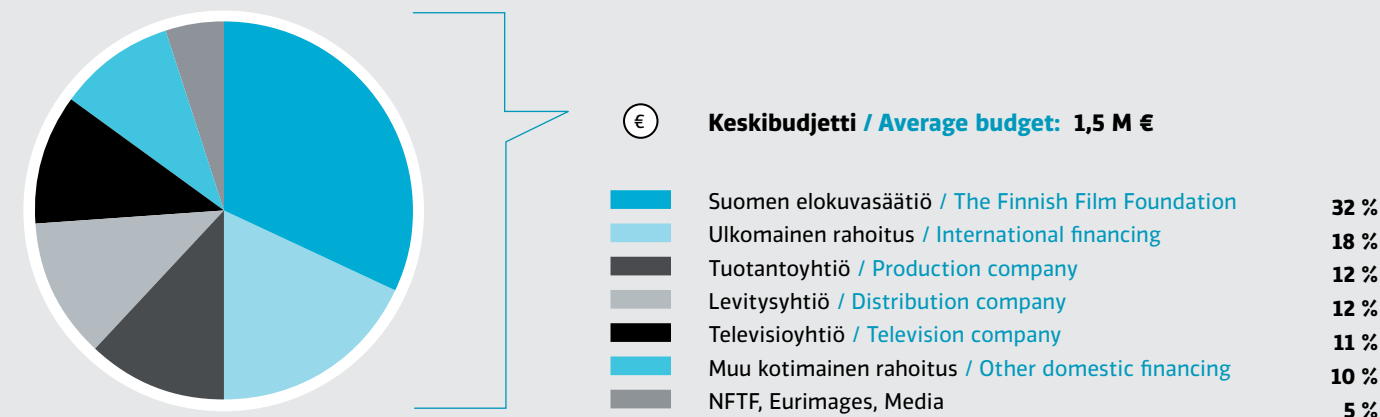 € Keskibudjetti / Average budget: 1,5 M €
Suomen elokuvasäätiö / The Finnish Film Foundation 32 %
Ulkomainen rahoitus / International financing 18 %
Tuotantoyhtiö / Production company 12 %
Levitysyhtiö / Distribution company 12 %
Televisioyhtiö / Television company 11 %
Muu kotimainen rahoitus / Other domestic financing 10 %
NFTF, Eurimages, Media 5 %